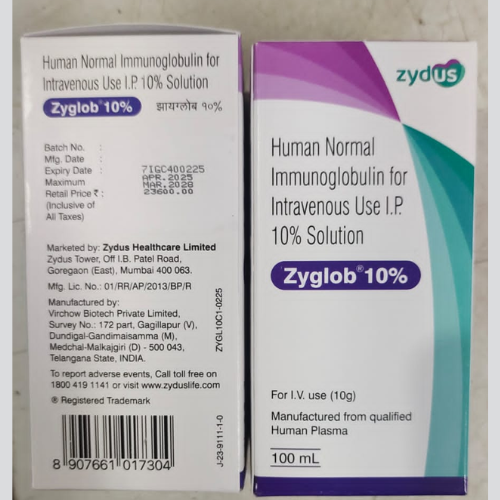 Human Normal Immunoglobulin for
Intravenous Use I.P. 10% Solution
Zyglob® 10% झायग्लोब १०%
Batch No. :
Mfg. Date :
Expiry Date : 7IGC400225
Maximum APR.2025
Retail Price ₹ : MAR.2028
(Inclusive of 23600.00
All Taxes)
Marketed by: Zydus Healthcare Limited
Zydus Tower, Off I.B. Patel Road,
Goregaon (East), Mumbai 400 063.
Mfg. Lic. No.: 01/RR/AP/2013/BP/R
Manufactured by:
Virchow Biotech Private Limited,
Survey No.: 172 part, Gagillapur (V),
Dundigal-Gandimaisamma (M),
Medchal-Malkajgiri (D) - 500 043,
Telangana State, INDIA.
To report adverse events, Call toll free on
1800 419 1141 or visit www.zyduslife.com
® Registered Trademark
8 907661 017304
ZYGL10C1-0225
J-23-9111-1-0
zydus
Human Normal
Immunoglobulin for
Intravenous Use I.P.
10% Solution
Zyglob® 10%
For I.V. use (10g)
Manufactured from qualified
Human Plasma
100 mL